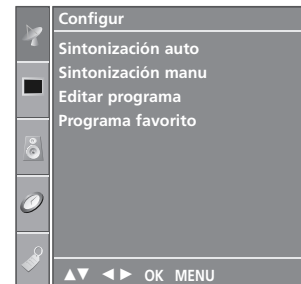 Configur
Sintonización auto
Sintonización manu
Editar programa
Programa favorito
▲▼ ◄► OK MENU